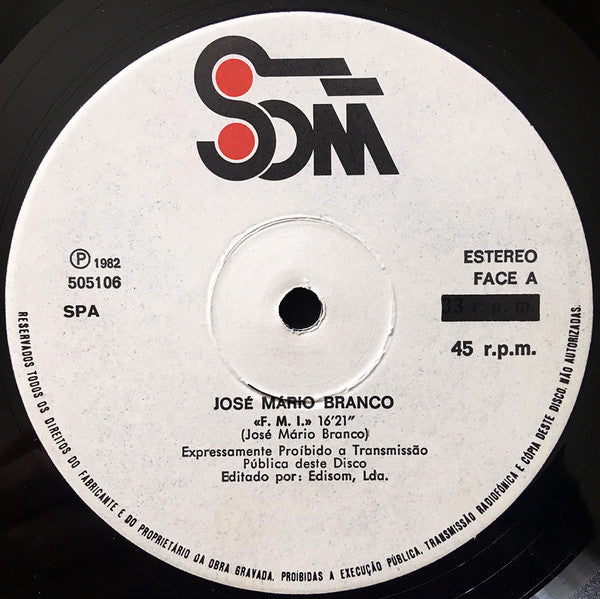 SOM
℗ 1982
505106
SPA
ESTEREO
FACE A
33 r.p.m.
45 r.p.m.
JOSÉ MÁRIO BRANCO
«F. M. I.» 16'21"
(José Mário Branco)
Expressamente Proíbido a Transmissão
Pública deste Disco
Editado por: Edisom, Lda.
RESERVADOS TODOS OS DIREITOS DO FABRICANTE E DO PROPRIETÁRIO DA OBRA GRAVADA. PROÍBIDAS A EXECUÇÃO PÚBLICA, TRANSMISSÃO RADIOFÓNICA E CÓPIA DESTE DISCO, NÃO AUTORIZADAS.